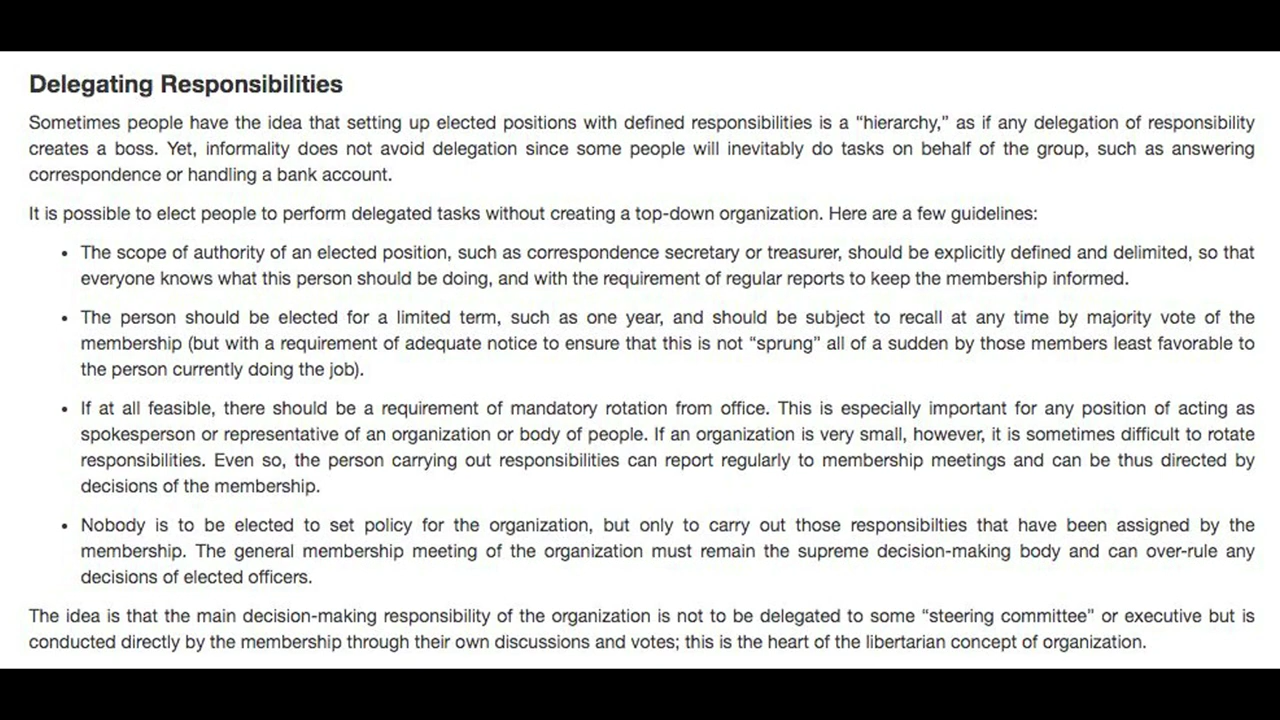 Delegating Responsibilities
Sometimes people have the idea that setting up elected positions with defined responsibilities is a “hierarchy,” as if any delegation of responsibility
creates a boss. Yet, informality does not avoid delegation since some people will inevitably do tasks on behalf of the group, such as answering
correspondence or handling a bank account.
It is possible to elect people to perform delegated tasks without creating a top-down organization. Here are a few guidelines:
• The scope of authority of an elected position, such as correspondence secretary or treasurer, should be explicitly defined and delimited, so that
everyone knows what this person should be doing, and with the requirement of regular reports to keep the membership informed.
• The person should be elected for a limited term, such as one year, and should be subject to recall at any time by majority vote of the
membership (but with a requirement of adequate notice to ensure that this is not “sprung” all of a sudden by those members least favorable to
the person currently doing the job).
• If at all feasible, there should be a requirement of mandatory rotation from office. This is especially important for any position of acting as
spokesperson or representative of an organization or body of people. If an organization is very small, however, it is sometimes difficult to rotate
responsibilities. Even so, the person carrying out responsibilities can report regularly to membership meetings and can be thus directed by
decisions of the membership.
• Nobody is to be elected to set policy for the organization, but only to carry out those responsibilties that have been assigned by the
membership. The general membership meeting of the organization must remain the supreme decision-making body and can over-rule any
decisions of elected officers.
The idea is that the main decision-making responsibility of the organization is not to be delegated to some “steering committee” or executive but is
conducted directly by the membership through their own discussions and votes; this is the heart of the libertarian concept of organization.